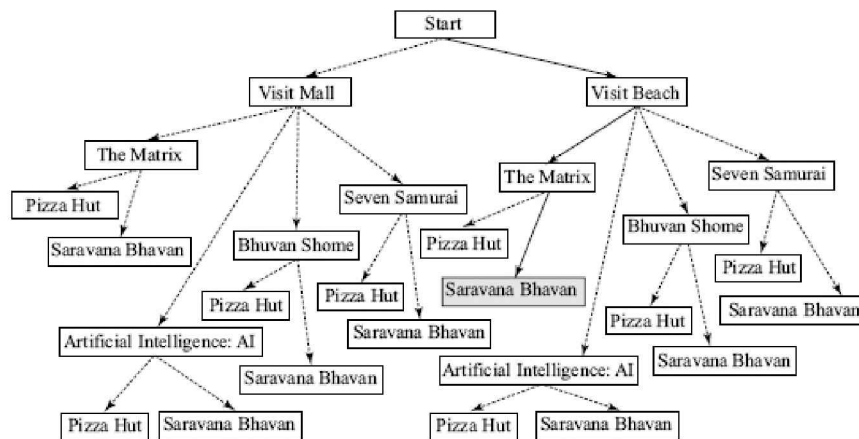 Start
Visit Mall
Visit Beach
The Matrix
Seven Samurai
The Matrix
Seven Samurai
Pizza Hut
Saravana Bhavan
Bhuvan Shome
Pizza Hut
Bhuvan Shome
Pizza Hut
Pizza Hut
Pizza Hut
Saravana Bhavan
Saravana Bhavan
Pizza Hut
Saravana Bhavan
Artificial Intelligence: AI
Saravana Bhavan
Saravana Bhavan
Artificial Intelligence: AI
Saravana Bhavan
Pizza Hut
Saravana Bhavan
Pizza Hut
Saravana Bhavan